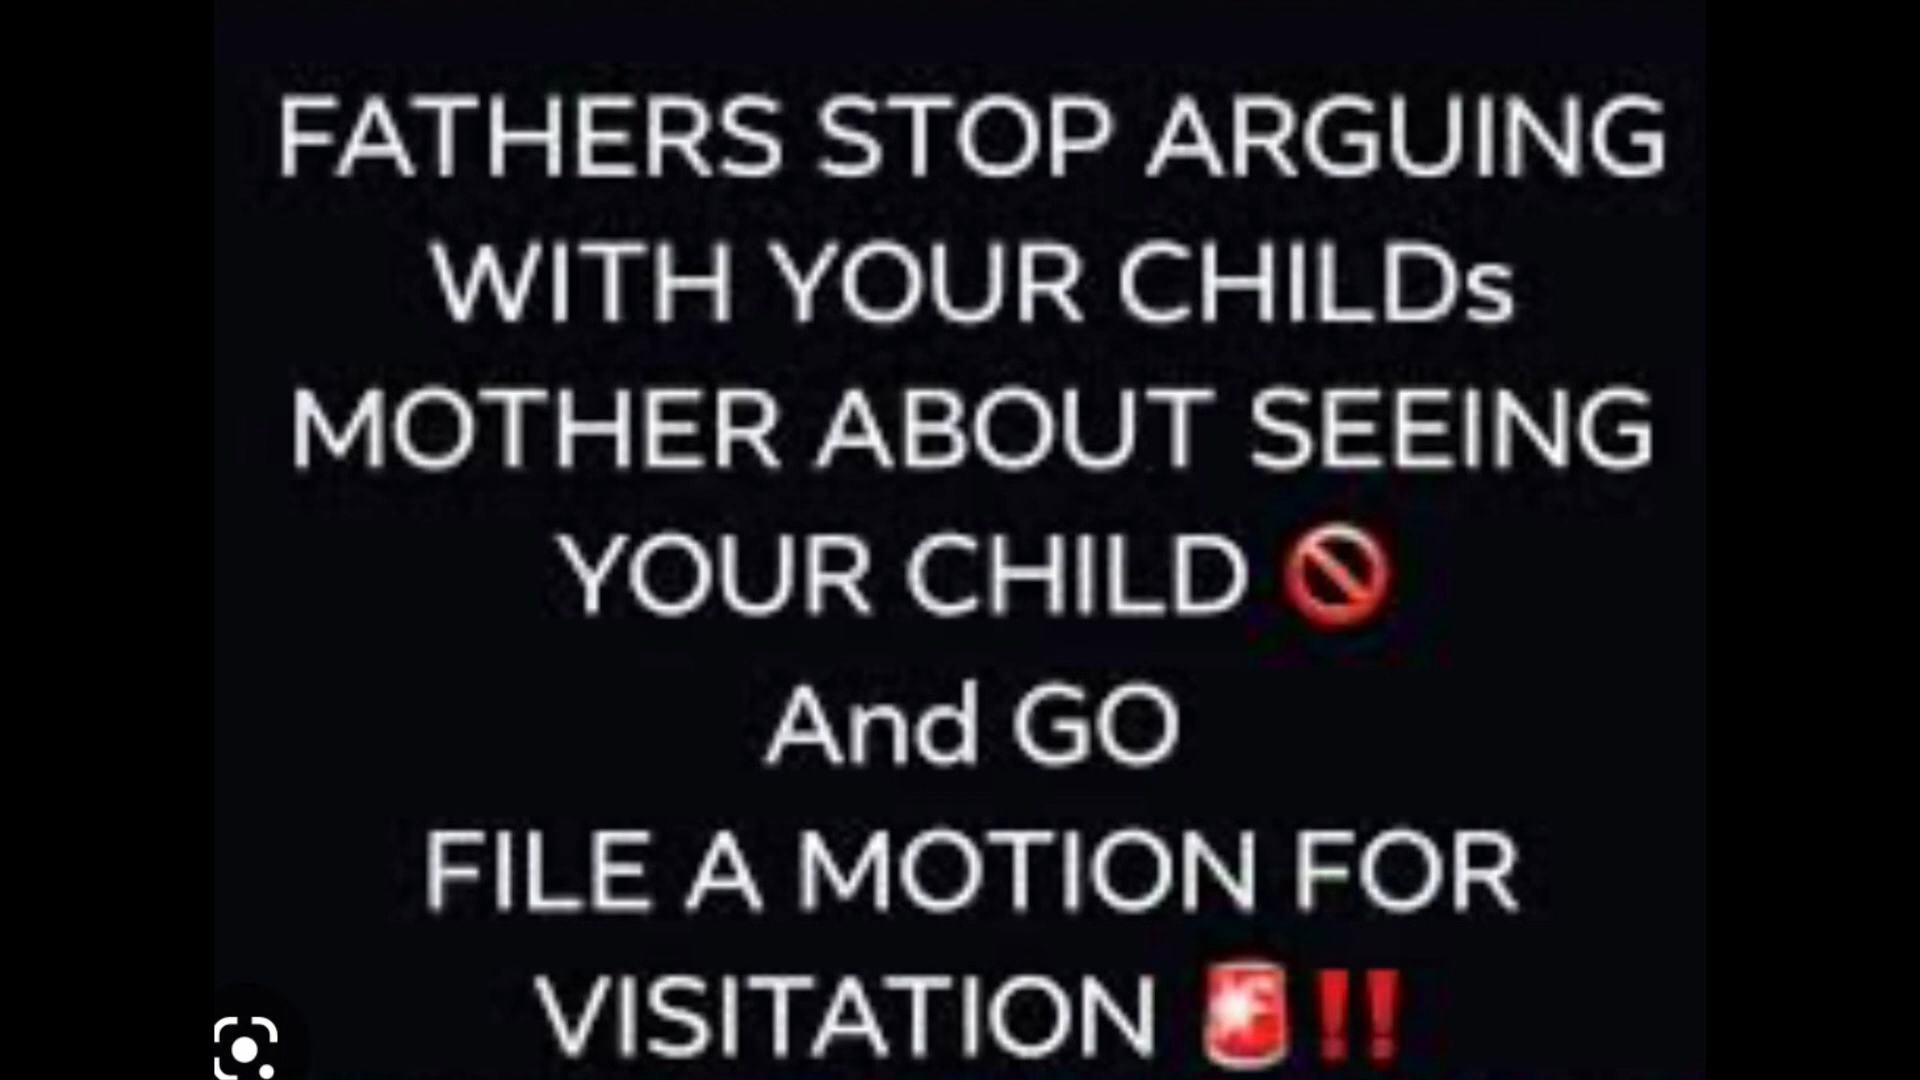 FATHERS STOP ARGUING
WITH YOUR CHILDs
MOTHER ABOUT SEEING
YOUR CHILD 🚫
And GO
FILE A MOTION FOR
VISITATION 🚨‼️